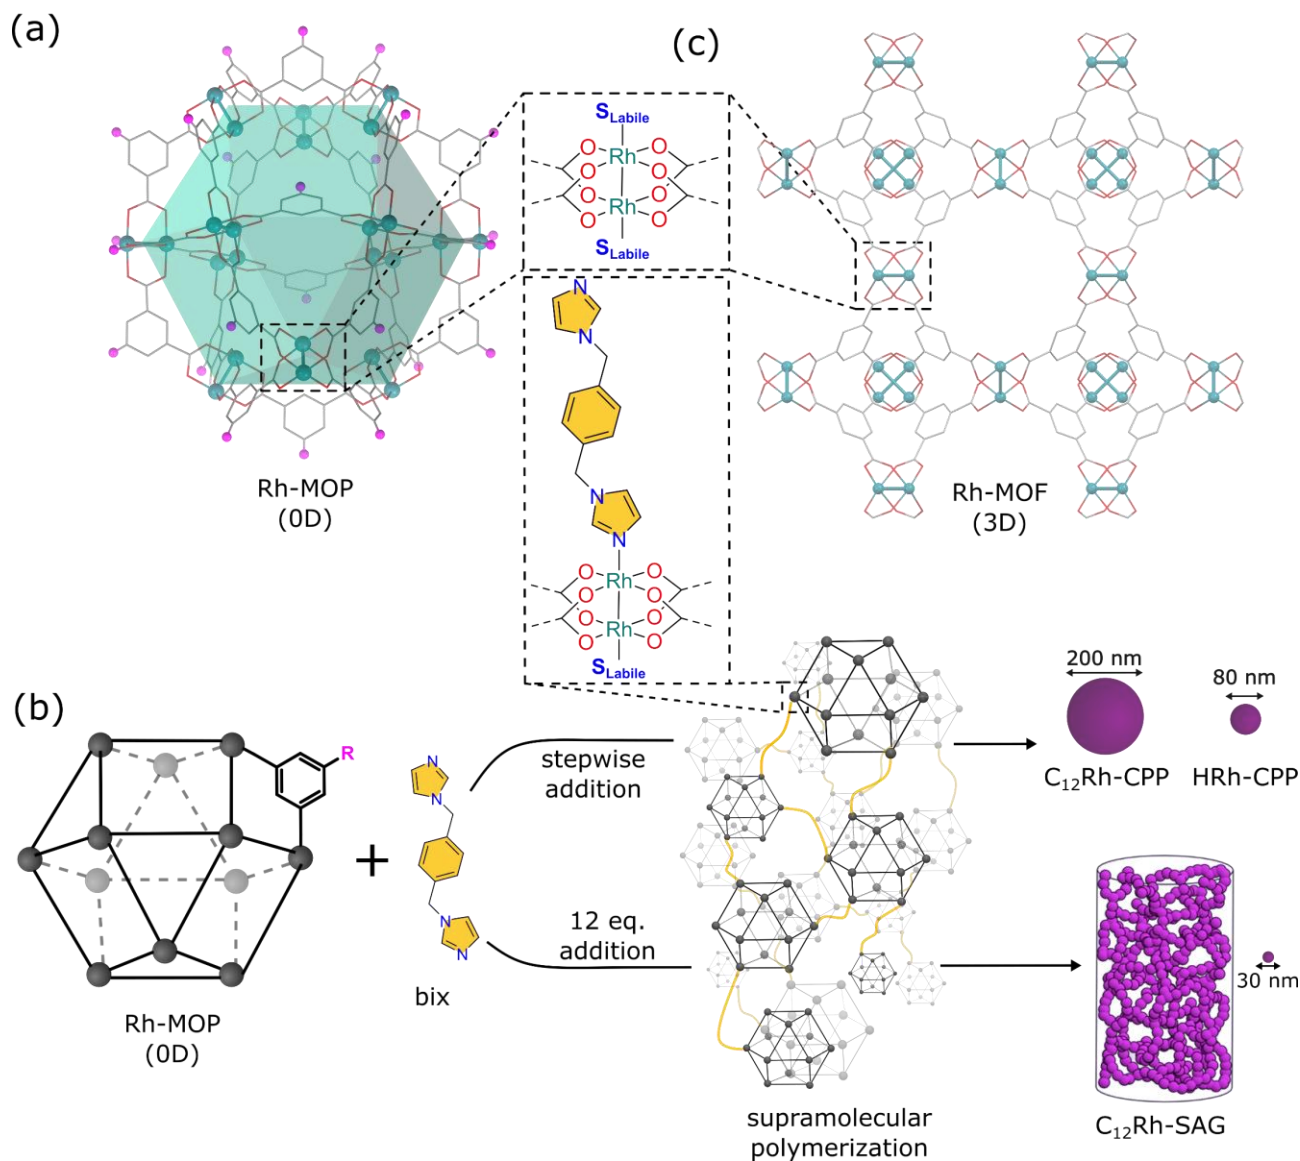 (a)
(c)
S_Labile
O Rh O
O O
O O
O Rh O
S_Labile
Rh-MOP
(0D)
Rh-MOF
(3D)
N
N
N
N
O Rh O
O O
O O
O Rh O
S_Labile
(b)
R
+
N
N
N
N
bix
Rh-MOP
(0D)
stepwise
addition
12 eq.
addition
supramolecular
polymerization
200 nm
80 nm
C₁₂Rh-CPP
HRh-CPP
30 nm
C₁₂Rh-SAG